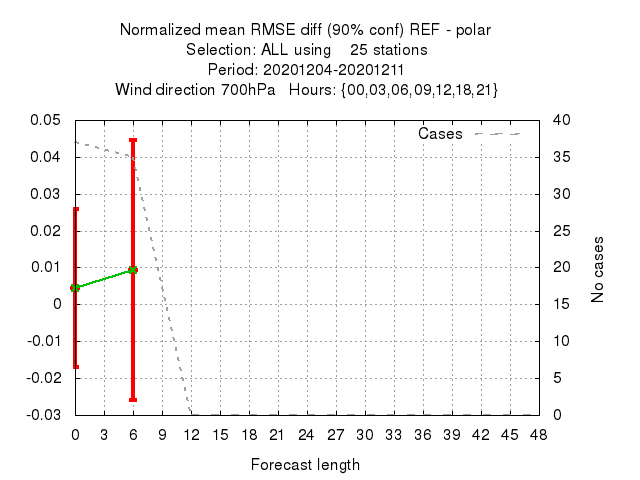 Normalized mean RMSE diff (90% conf) REF - polar
Selection: ALL using    25 stations
Period: 20201204-20201211
Wind direction 700hPa   Hours: {00,03,06,09,12,18,21}
Cases
0.05
0.04
0.03
0.02
0.01
0
-0.01
-0.02
-0.03
40
35
30
25
20
15
10
5
0
No cases
0 3 6 9 12 15 18 21 24 27 30 33 36 39 42 45 48
Forecast length